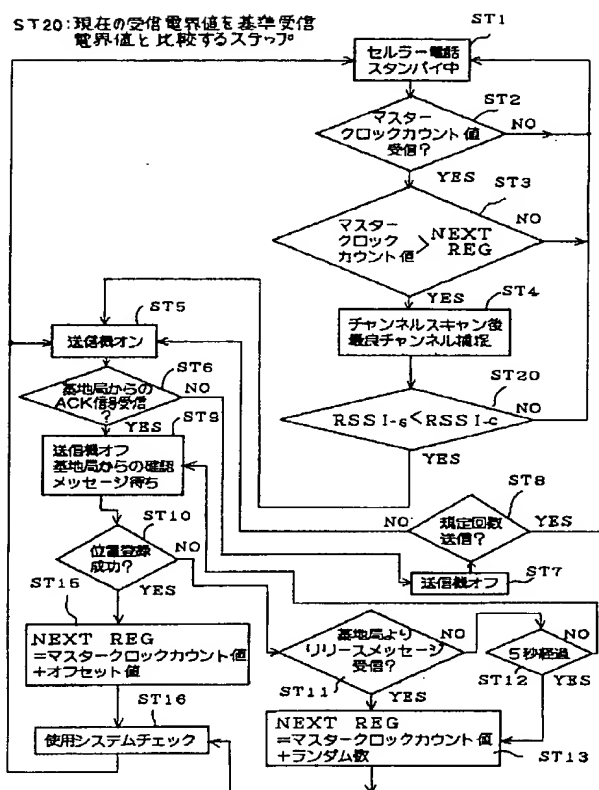 ST20:現在の受信電界値を基準受信
電界値と比較するステップ
ST1
セルラー電話
スタンバイ中
ST2
マスター
クロックカウント値
受信?
NO
YES
ST3
マスター
クロック
カウント値
>
NEXT
REG
NO
YES
ST4
チャンネルスキャン後
最良チャンネル捕捉
ST20
RSSI-s<RSSI-c
NO
YES
ST5
送信機オン
ST6
基地局からの
ACK信号受信
?
NO
YES
ST9
送信機オフ
基地局からの確認
メッセージ待ち
ST8
規定回数
送信?
NO
YES
ST7
送信機オフ
ST10
位置登録
成功?
NO
YES
ST15
NEXT REG
=マスタークロックカウント値
+オフセット値
ST11
基地局より
リリースメッセージ
受信?
NO
YES
ST12
5秒経過
NO
YES
ST13
NEXT REG
=マスタークロックカウント値
+ランダム数
ST16
使用システムチェック